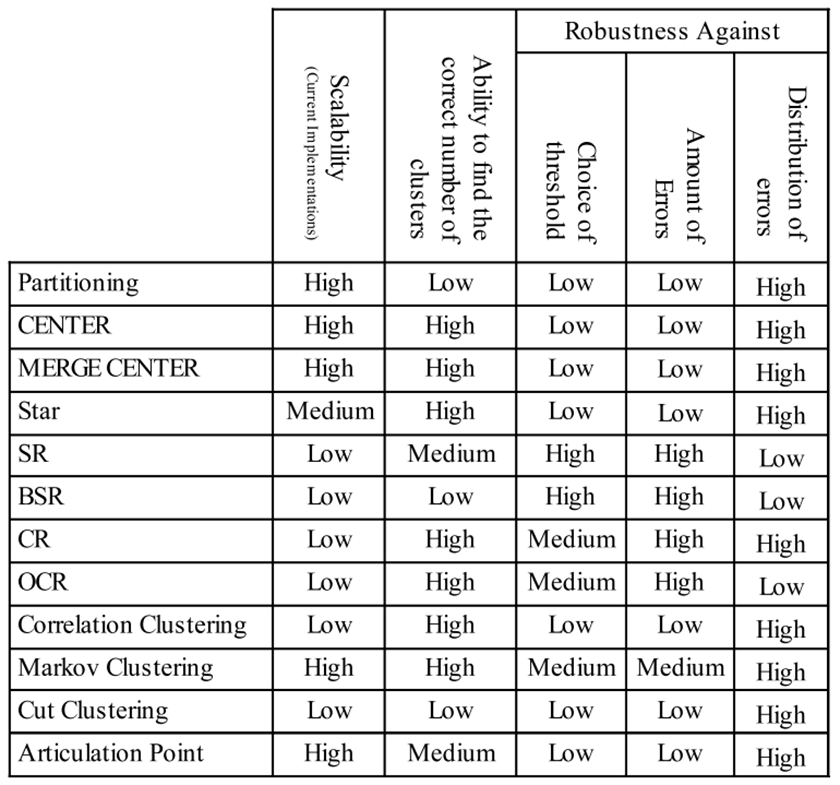 Robustness Against
Scalability
(Current Implementations)
Ability to find the
correct number of
clusters
Choice of
threshold
Amount of
Errors
Distribution of
errors
Partitioning High Low Low Low High
CENTER High High Low Low High
MERGE CENTER High High Low Low High
Star Medium High Low Low High
SR Low Medium High High Low
BSR Low Low High High Low
CR Low High Medium High High
OCR Low High Medium High Low
Correlation Clustering Low High Low Low High
Markov Clustering High High Medium Medium High
Cut Clustering Low Low Low Low High
Articulation Point High Medium Low Low High